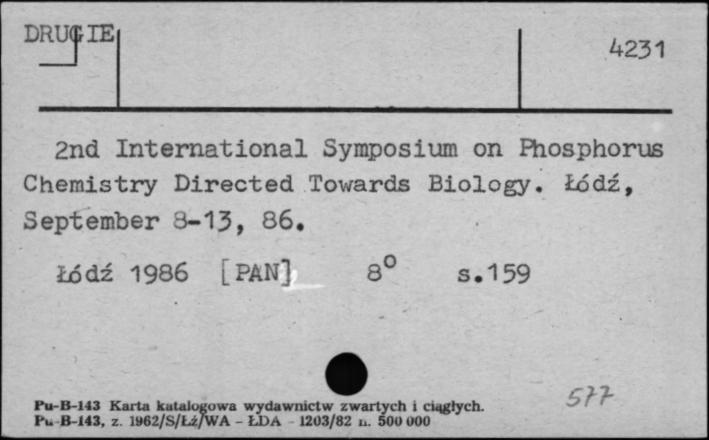 DRUGIE
4231
2nd International Symposium on Phosphorus
Chemistry Directed Towards Biology. Łódź,
September 8-13, 86.
Łódź 1986 [PAN] 8° s.159
577
Pu-B-143 Karta katalogowa wydawnictw zwartych i ciągłych.
Pu-B-143, z. 1962/S/Łź/WA - ŁDA - 1203/82 n. 500 000